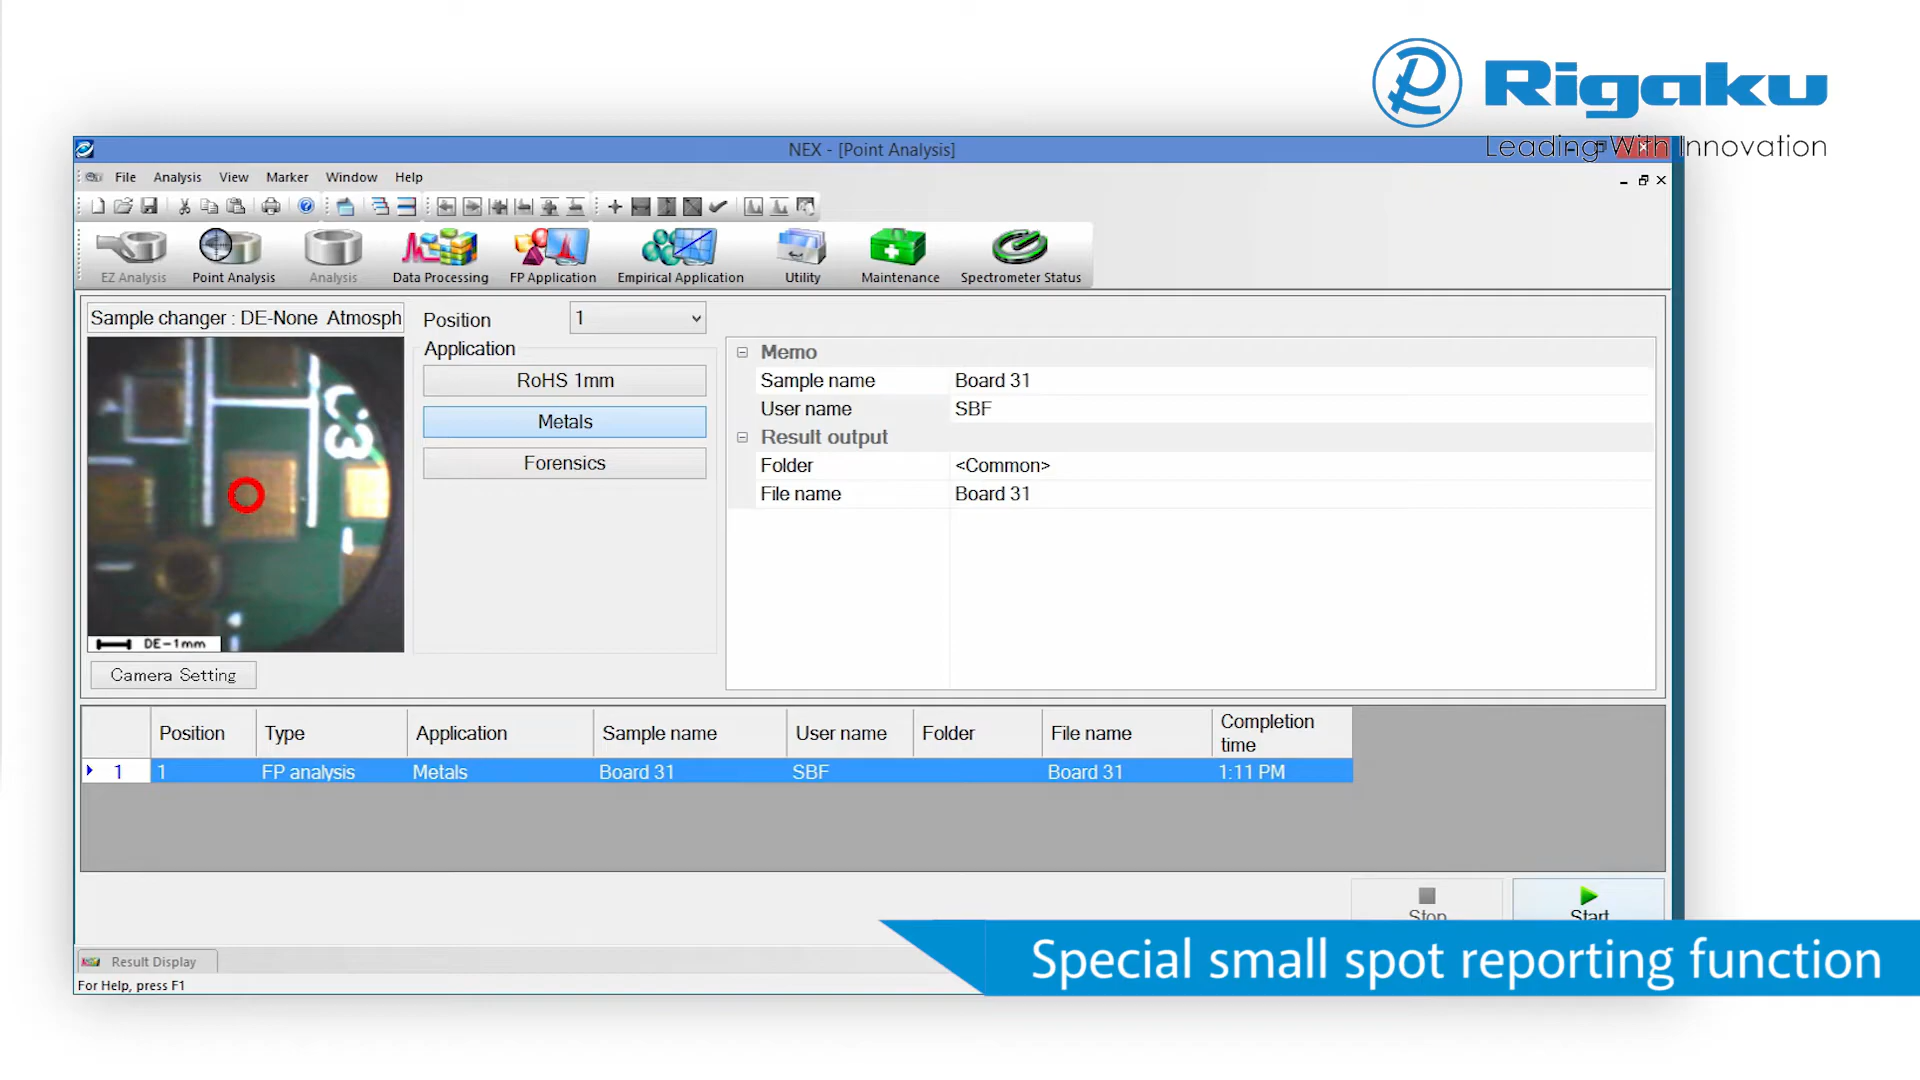 Rigaku
Leading With Innovation
NEX - [Point Analysis]
File Analysis View Marker Window Help
EZ Analysis Point Analysis Analysis Data Processing FP Application Empirical Application Utility Maintenance Spectrometer Status
Sample changer : DE-None Atmosph
Position 1
Application
RoHS 1mm
Metals
Forensics
Memo
Sample name Board 31
User name SBF
Result output
Folder <Common>
File name Board 31
C3
DE-1mm
Camera Setting
Position Type Application Sample name User name Folder File name Completion
time
1 1 FP analysis Metals Board 31 SBF Board 31 1:11 PM
Stop Start
Special small spot reporting function
Result Display
For Help, press F1